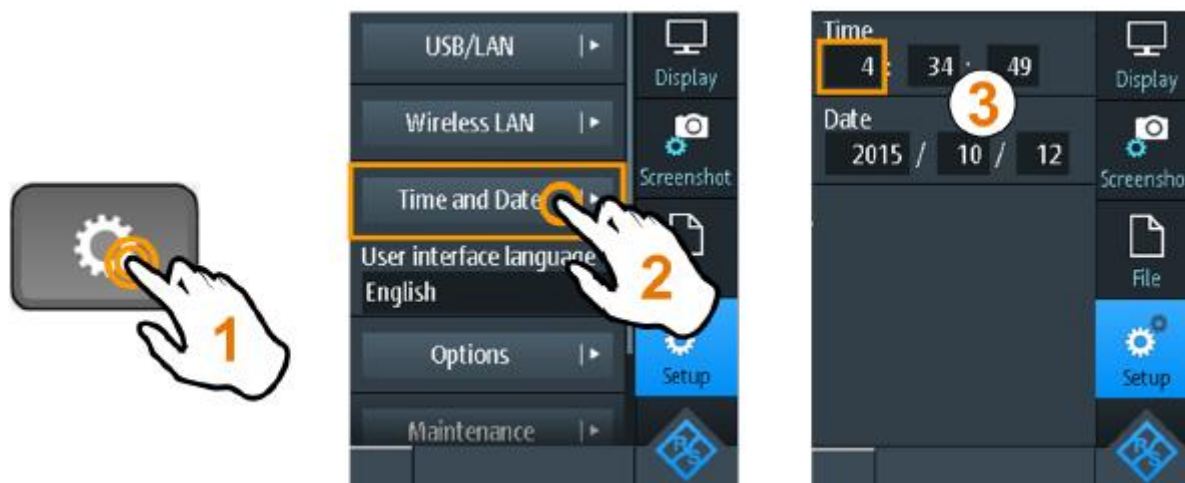 1
USB/LAN
Wireless LAN
Time and Date
User interface language
English
Options
Maintenance
Display
Screenshot
Setup
R&S
2
Time
4 : 34 : 49
Date
2015 / 10 / 12
3
Display
Screensho
File
Setup
R&S